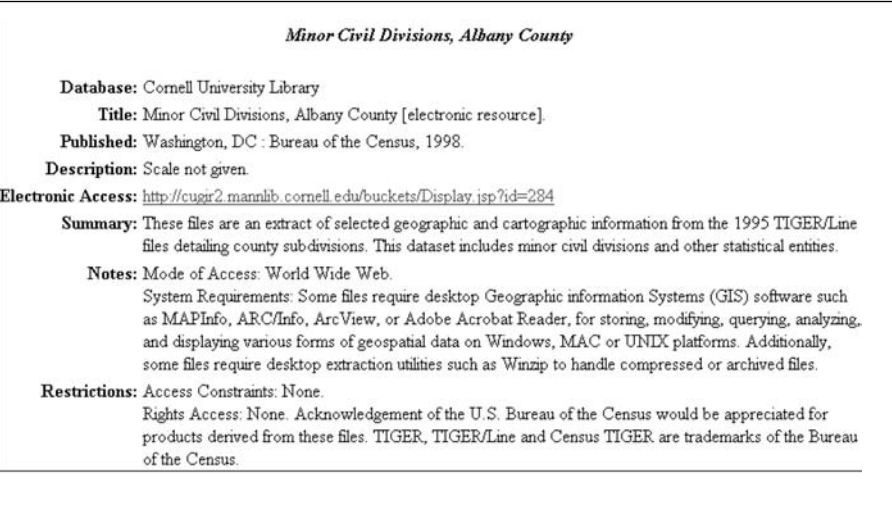 Minor Civil Divisions, Albany County
Database: Cornell University Library
Title: Minor Civil Divisions, Albany County [electronic resource].
Published: Washington, DC : Bureau of the Census, 1998.
Description: Scale not given.
Electronic Access: http://cugir2.mannlib.cornell.edu/buckets/Display.jsp?id=284
Summary: These files are an extract of selected geographic and cartographic information from the 1995 TIGER/Line
files detailing county subdivisions. This dataset includes minor civil divisions and other statistical entities.
Notes: Mode of Access: World Wide Web.
System Requirements: Some files require desktop Geographic information Systems (GIS) software such
as MAPInfo, ARC/Info, ArcView, or Adobe Acrobat Reader, for storing, modifying, querying, analyzing,
and displaying various forms of geospatial data on Windows, MAC or UNIX platforms. Additionally,
some files require desktop extraction utilities such as Winzip to handle compressed or archived files.
Restrictions: Access Constraints: None.
Rights Access: None. Acknowledgement of the U.S. Bureau of the Census would be appreciated for
products derived from these files. TIGER, TIGER/Line and Census TIGER are trademarks of the Bureau
of the Census.